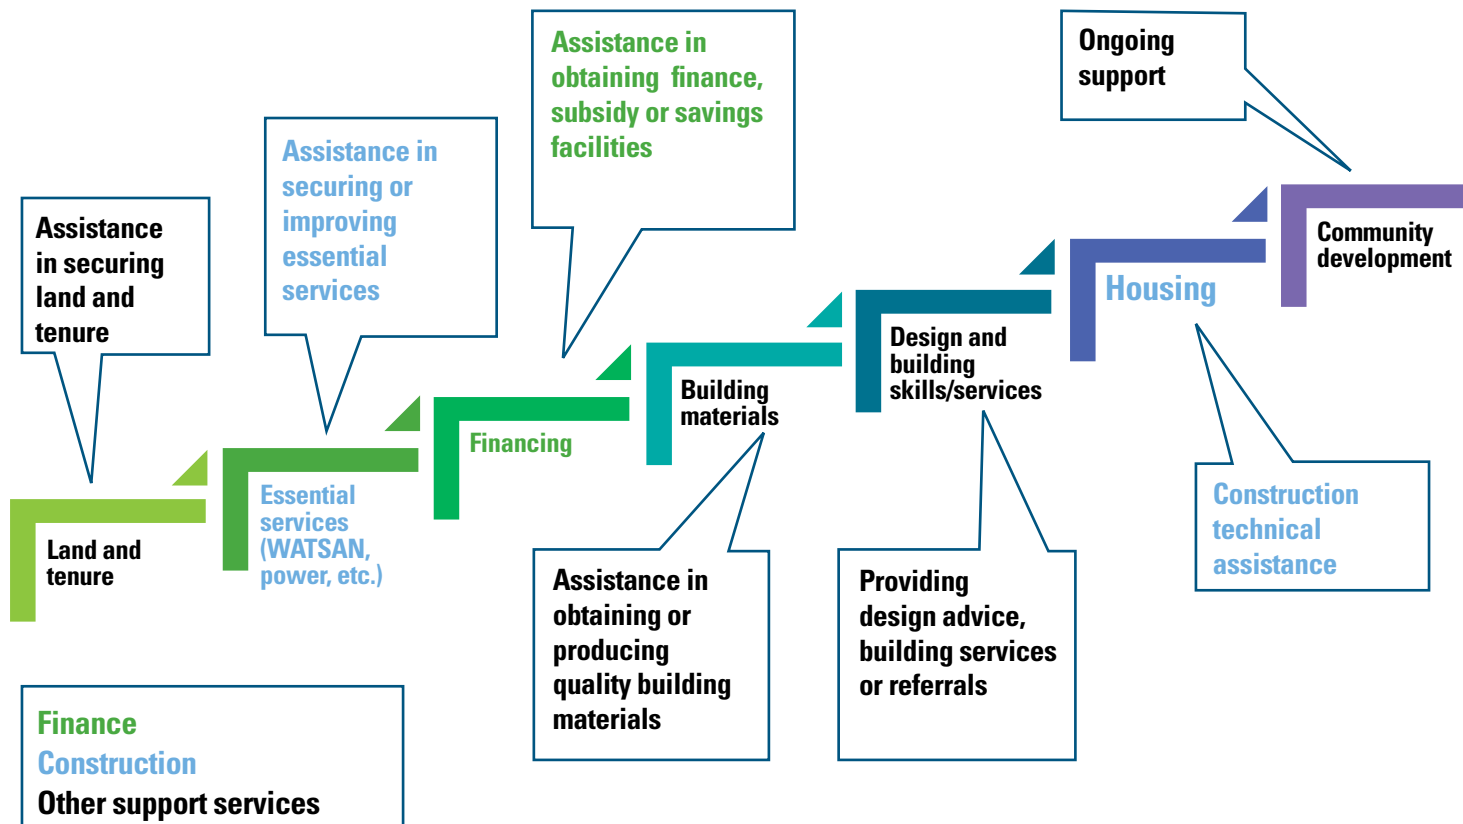 Assistance
in securing
land and
tenure
Land and
tenure
Assistance in
securing or
improving
essential
services
Essential
services
(WATSAN,
power, etc.)
Assistance in
obtaining finance,
subsidy or savings
facilities
Financing
Building
materials
Assistance in
obtaining or
producing
quality building
materials
Design and
building
skills/services
Providing
design advice,
building services
or referrals
Housing
Construction
technical
assistance
Ongoing
support
Community
development
Finance
Construction
Other support services